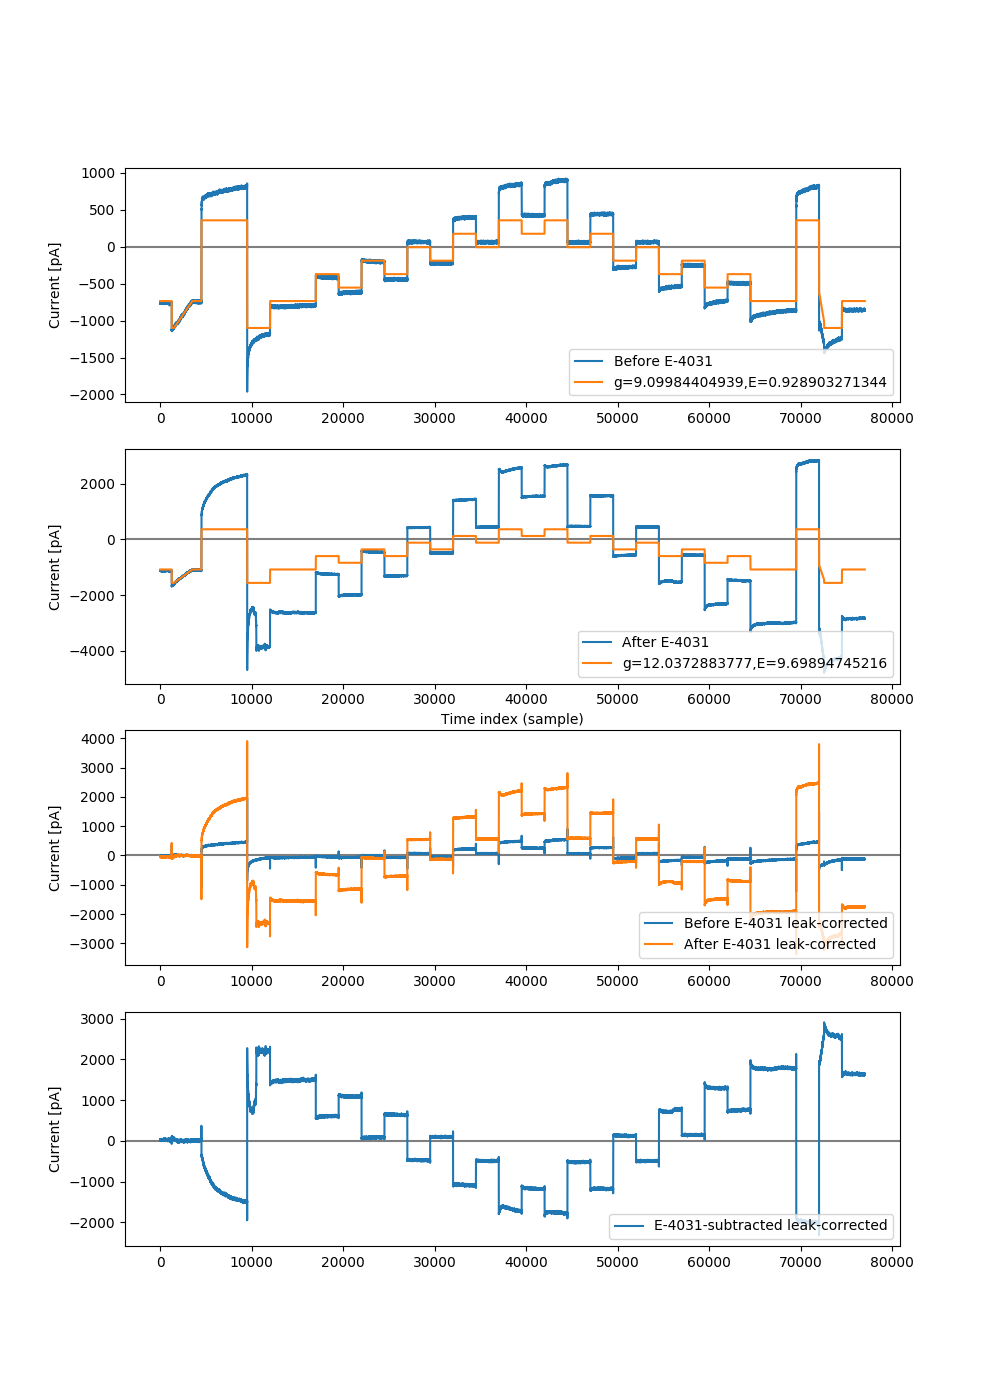 1000
500
0
−500
−1000
−1500
−2000
Current [pA]
Before E-4031
g=9.09984404939,E=0.928903271344
0 10000 20000 30000 40000 50000 60000 70000 80000
2000
0
−2000
−4000
Current [pA]
After E-4031
g=12.0372883777,E=9.69894745216
0 10000 20000 30000 40000 50000 60000 70000 80000
Time index (sample)
4000
3000
2000
1000
0
−1000
−2000
−3000
Current [pA]
Before E-4031 leak-corrected
After E-4031 leak-corrected
0 10000 20000 30000 40000 50000 60000 70000 80000
3000
2000
1000
0
−1000
−2000
Current [pA]
E-4031-subtracted leak-corrected
0 10000 20000 30000 40000 50000 60000 70000 80000